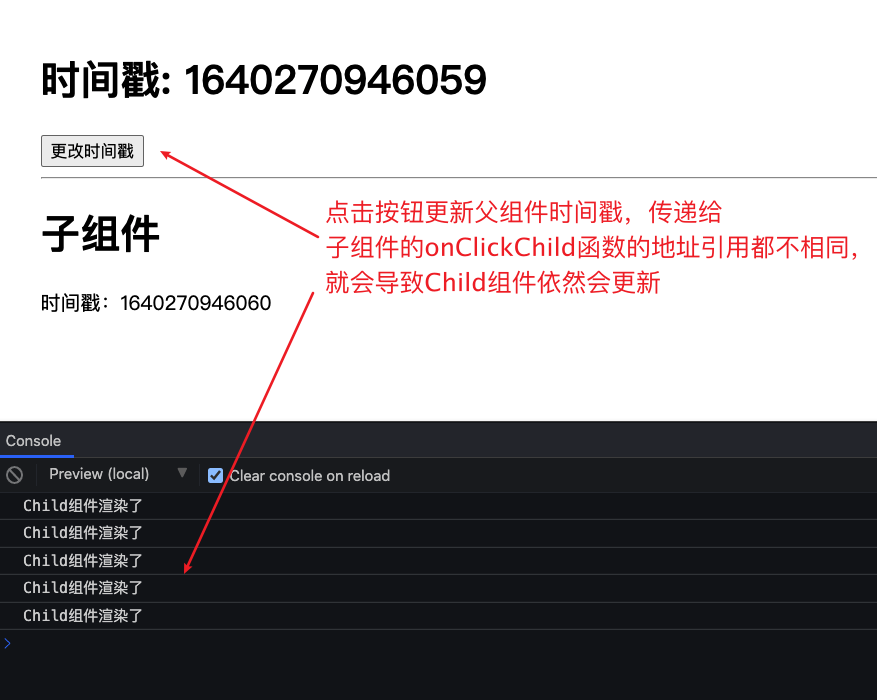 时间戳: 1640270946059
更改时间戳
子组件
点击按钮更新父组件时间戳，传递给
子组件的onClickChild函数的地址引用都不相同，
就会导致Child组件依然会更新
时间戳：1640270946060
Console
Preview (local)
Clear console on reload
Child组件渲染了
Child组件渲染了
Child组件渲染了
Child组件渲染了
Child组件渲染了